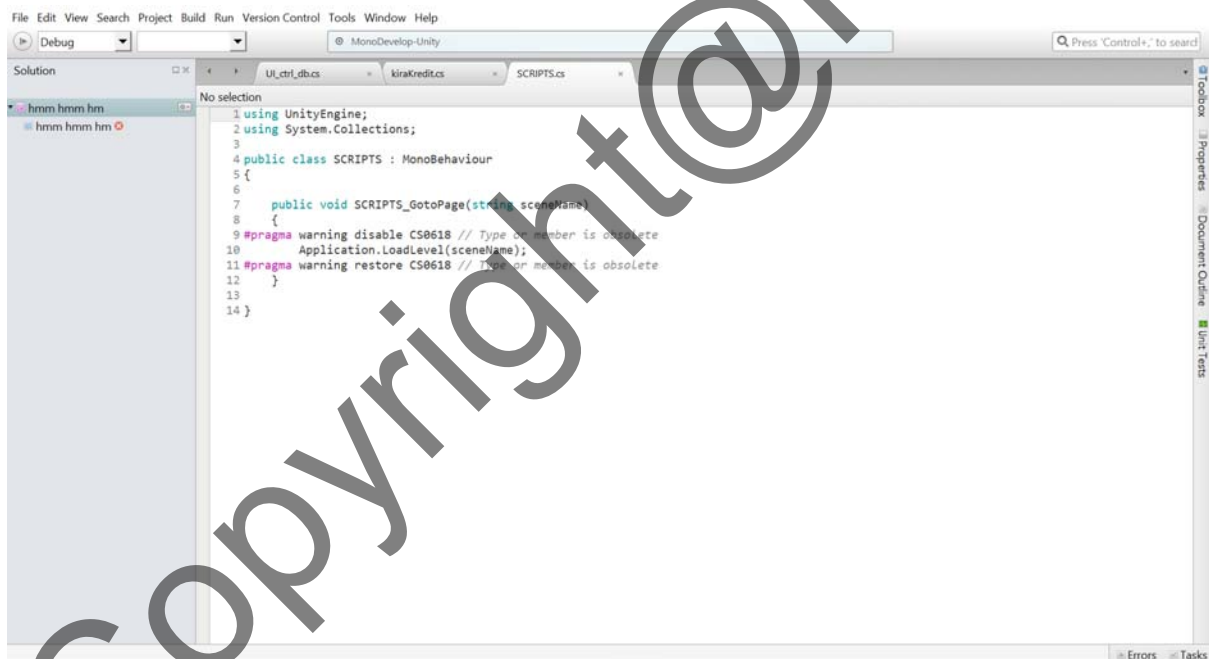 File Edit View Search Project Build Run Version Control Tools Window Help
Debug
MonoDevelop-Unity
Press 'Control+,' to search
Solution
UI_ctrl_db.cs
kiraKredit.cs
SCRIPTS.cs
hmm hmm hm
hmm hmm hm
No selection
1 using UnityEngine;
2 using System.Collections;
3
4 public class SCRIPTS : MonoBehaviour
5 {
6
7 public void SCRIPTS_GotoPage(string sceneName)
8 {
9 #pragma warning disable CS0618 // Type or member is obsolete
10 Application.LoadLevel(sceneName);
11 #pragma warning restore CS0618 // Type or member is obsolete
12 }
13
14 }
Toolbox
Properties
Document Outline
Unit Tests
Errors Tasks